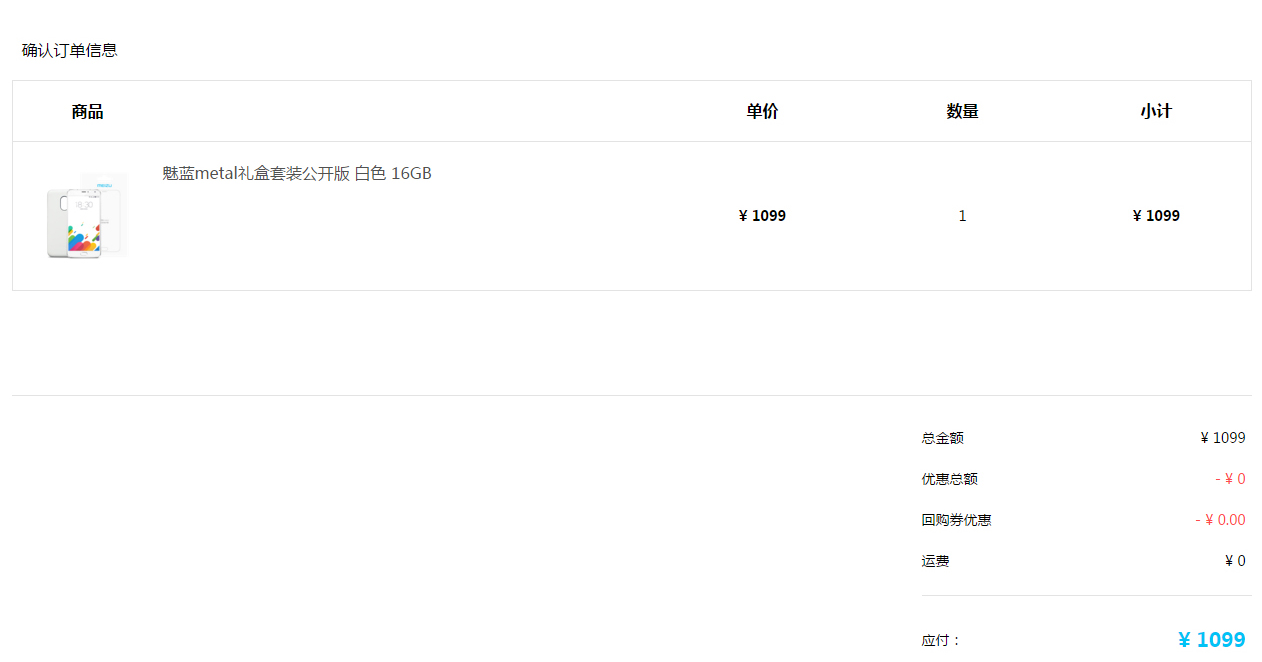 确认订单信息
商品 单价 数量 小计
魅蓝metal礼盒套装公开版 白色 16GB
¥ 1099 1 ¥ 1099
总金额 ¥ 1099
优惠总额 - ¥ 0
回购券优惠 - ¥ 0.00
运费 ¥ 0
应付： ¥ 1099